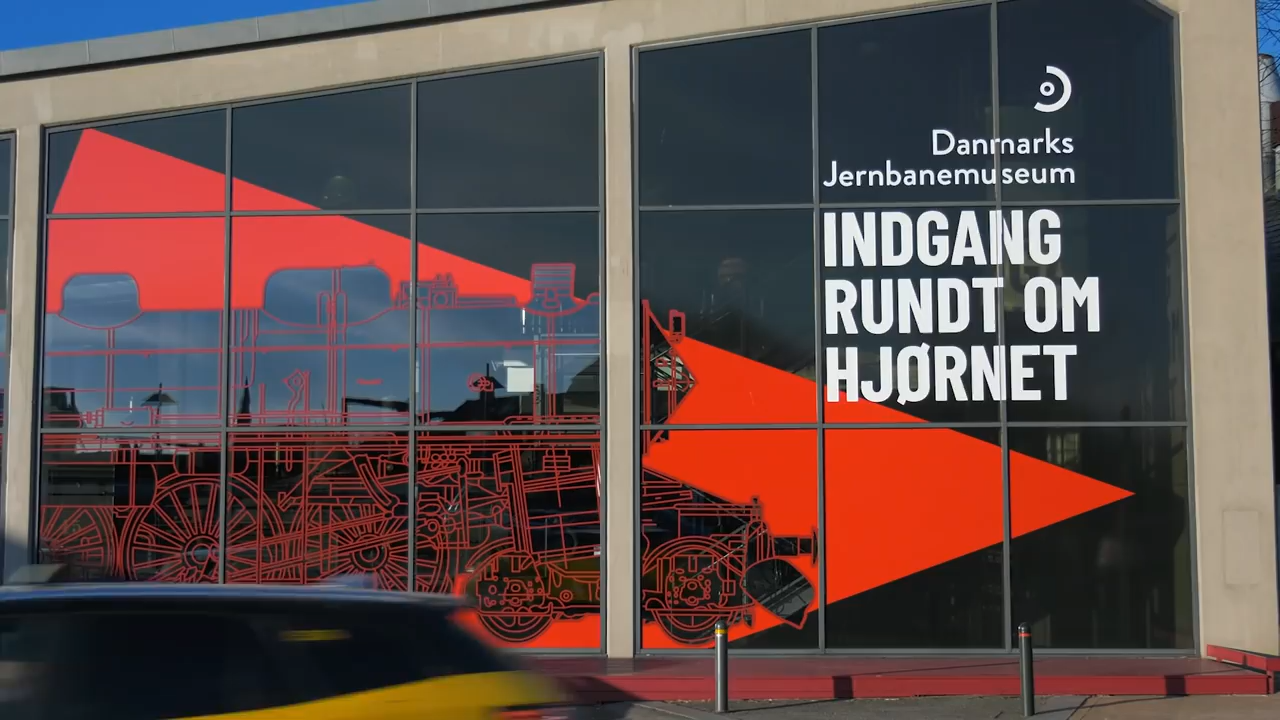 Danmarks
Jernbanemuseum
INDGANG
RUNDT OM
HJØRNET